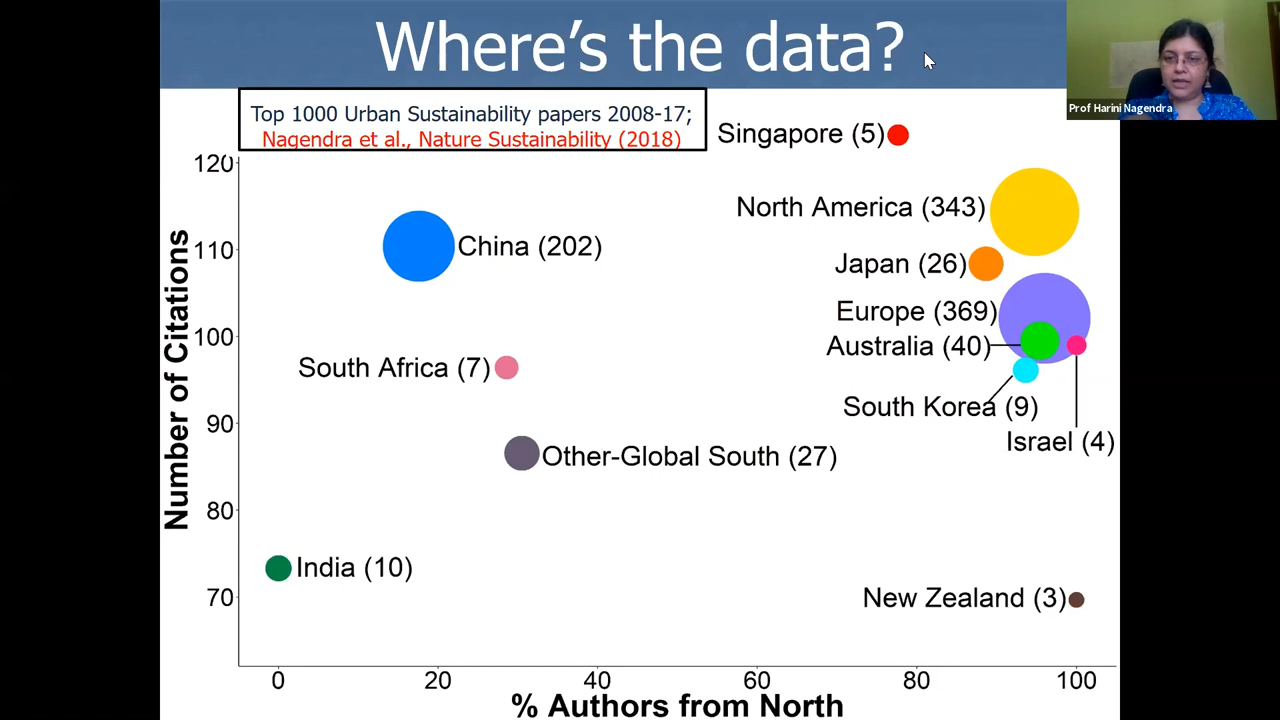 Where's the data?
Prof Harini Nagendra
Top 1000 Urban Sustainability papers 2008-17;
Nagendra et al., Nature Sustainability (2018)
Singapore (5)
North America (343)
China (202)
Japan (26)
Europe (369)
Australia (40)
South Africa (7)
South Korea (9)
Israel (4)
Other-Global South (27)
India (10)
New Zealand (3)
Number of Citations
120
110
100
90
80
70
0 20 40 60 80 100
% Authors from North